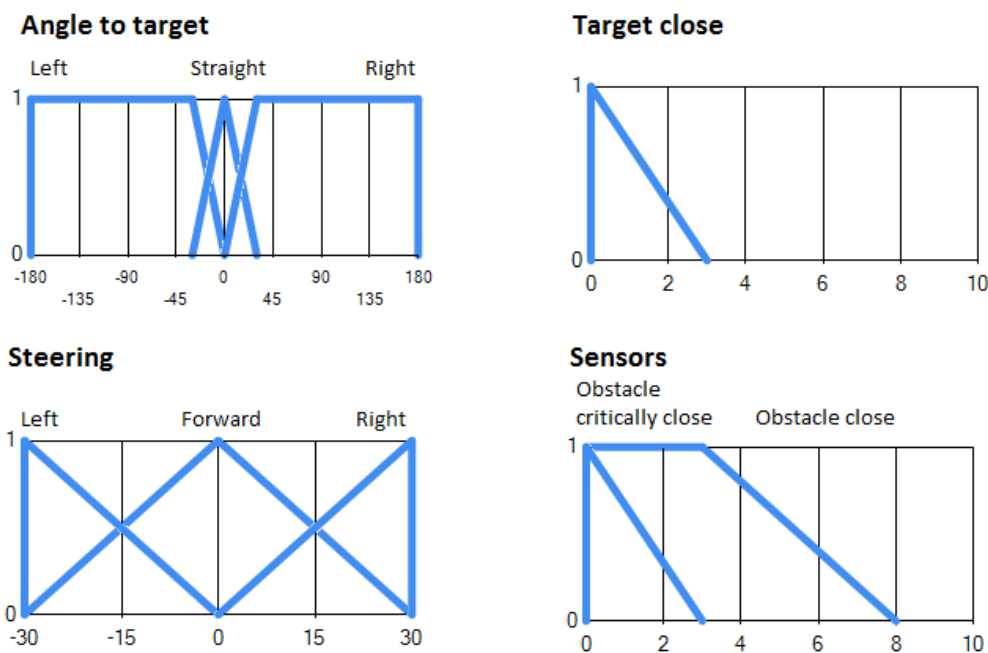 Angle to target
Left Straight Right
1
0
-180 -90 0 90 180
-135 -45 45 135
Target close
1
0
0 2 4 6 8 10
Steering
Left Forward Right
1
0
-30 -15 0 15 30
Sensors
Obstacle
critically close Obstacle close
1
0
0 2 4 6 8 10